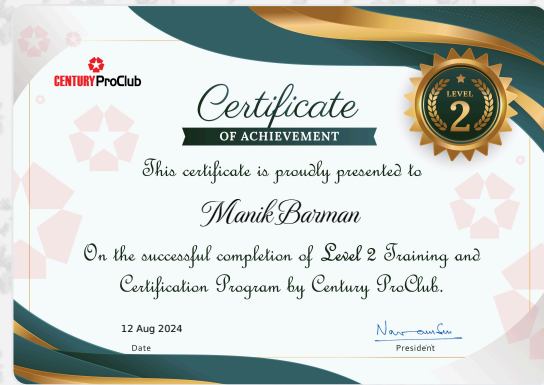 CENTURY ProClub
LEVEL
2
Certificate
OF ACHIEVEMENT
This certificate is proudly presented to
Manik Barman
On the successful completion of Level 2 Training and
Certification Program by Century ProClub.
12 Aug 2024
Date
President